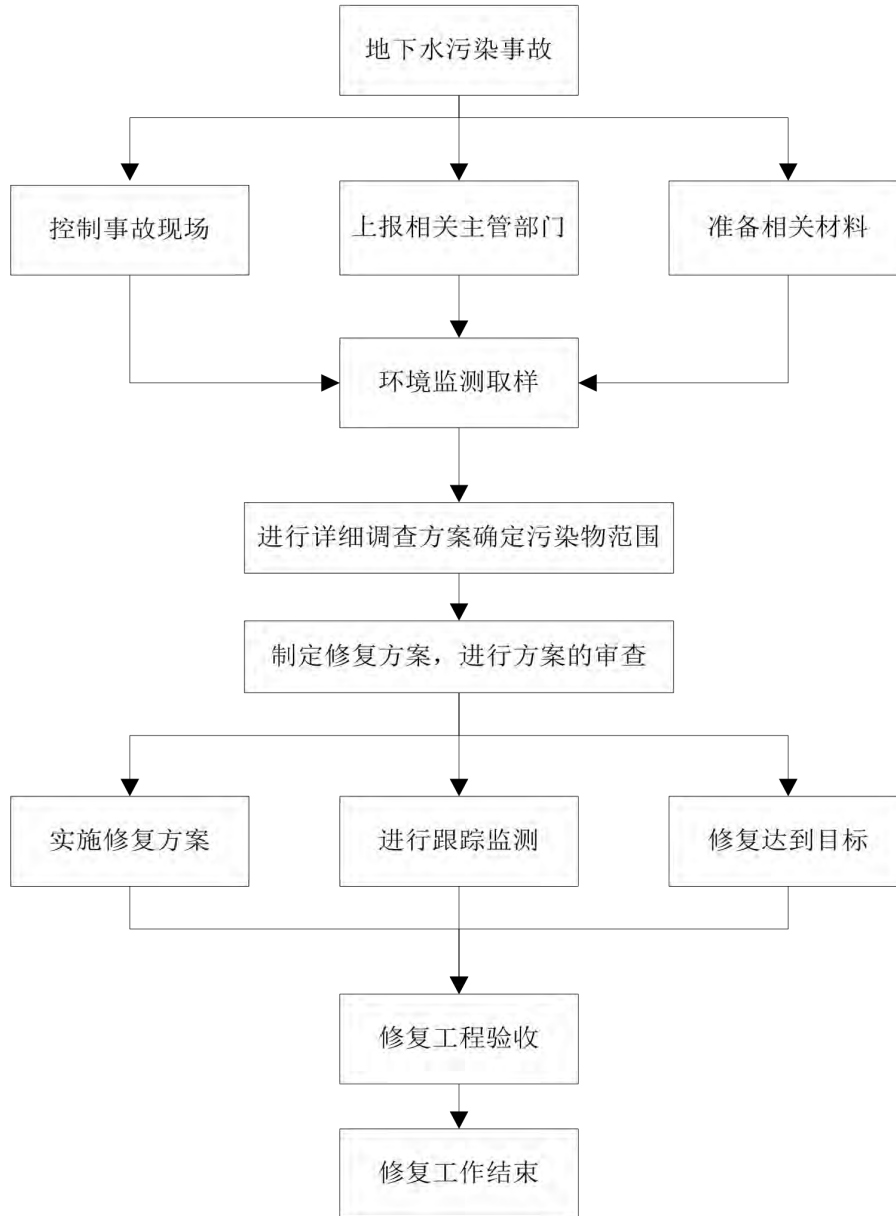 地下水污染事故
控制事故现场
上报相关主管部门
准备相关材料
环境监测取样
进行详细调查方案确定污染物范围
制定修复方案，进行方案的审查
实施修复方案
进行跟踪监测
修复达到目标
修复工程验收
修复工作结束